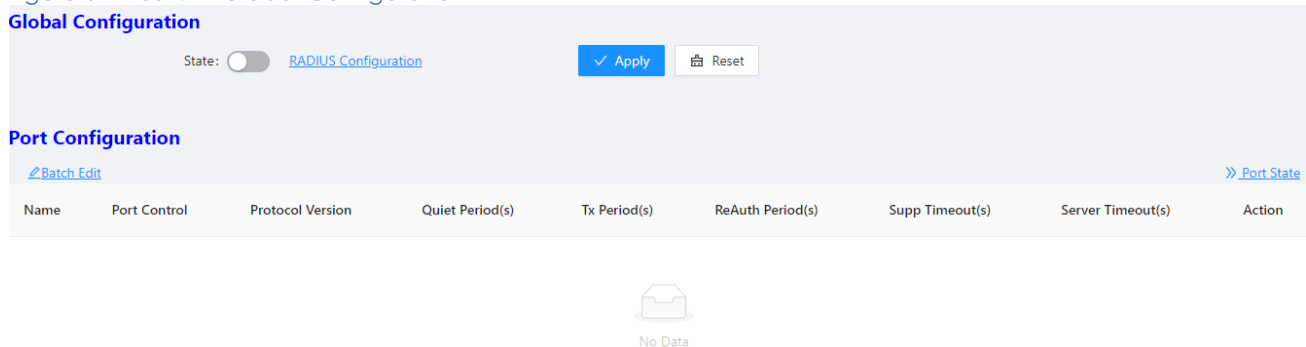 Global Configuration
State: RADIUS Configuration Apply Reset
Port Configuration
Batch Edit Port State
Name Port Control Protocol Version Quiet Period(s) Tx Period(s) ReAuth Period(s) Supp Timeout(s) Server Timeout(s) Action
No Data